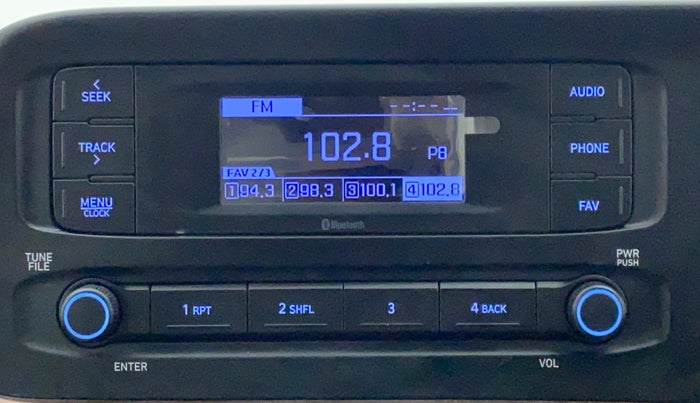 < SEEK
TRACK >
MENU
CLOCK
FM --:-- --
102.8 P8
FAV 2/3
1 94.3 2 98.3 3 100.1 4 102.8
Bluetooth
AUDIO
PHONE
FAV
TUNE
FILE
PWR
PUSH
1 RPT 2 SHFL 3 4 BACK
ENTER
VOL